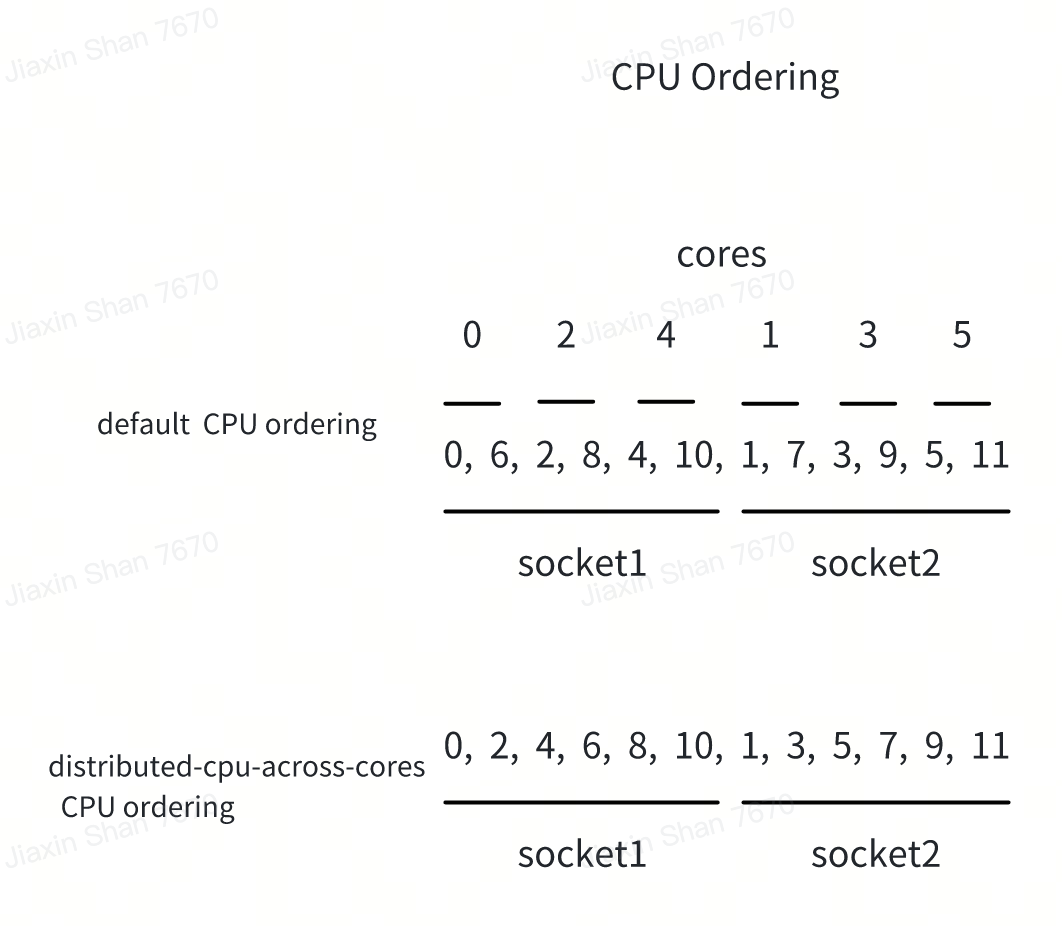 Jiaxin Shan 7670
Jiaxin Shan 7670
CPU Ordering
cores
Jiaxin Shan 7670
Jiaxin Shan 7670
0 2 4 1 3 5
default CPU ordering
0, 6, 2, 8, 4, 10, 1, 7, 3, 9, 5, 11
socket1 socket2
Jiaxin Shan 7670
Jiaxin Shan 7670
0, 2, 4, 6, 8, 10, 1, 3, 5, 7, 9, 11
distributed-cpu-across-cores
CPU ordering
socket1 socket2
Jiaxin Shan 7670
Jiaxin Shan 7670